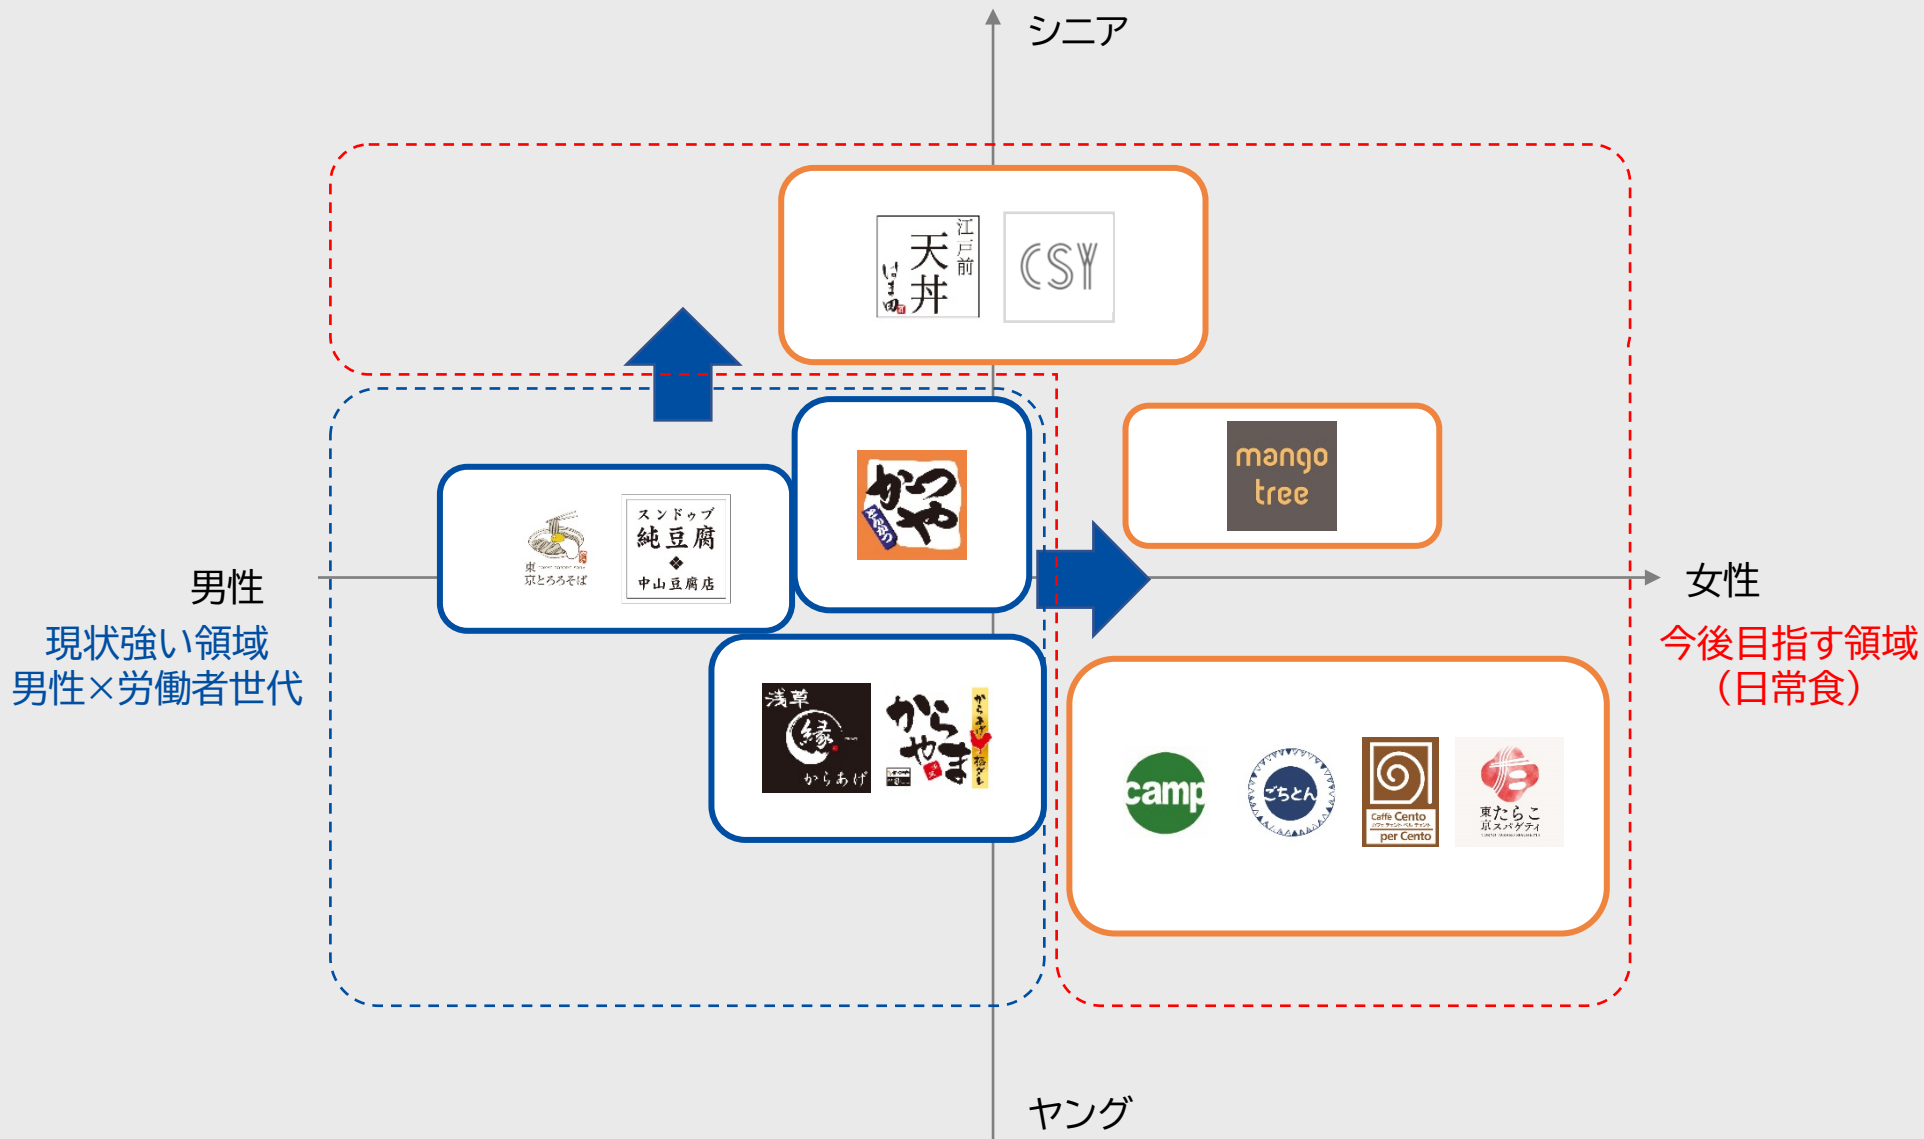 シニア
江戸前
天丼
はま田
CSY
mango
tree
かつや
とんかつ
スンドゥブ
純豆腐
中山豆腐店
東
京とろろそば
男性
現状強い領域
男性×労働者世代
女性
今後目指す領域
(日常食)
浅草
縁
からあげ
からやま
camp
ごちとん
Caffè Cento
per Cento
東たらこ
京スパゲティ
ヤング